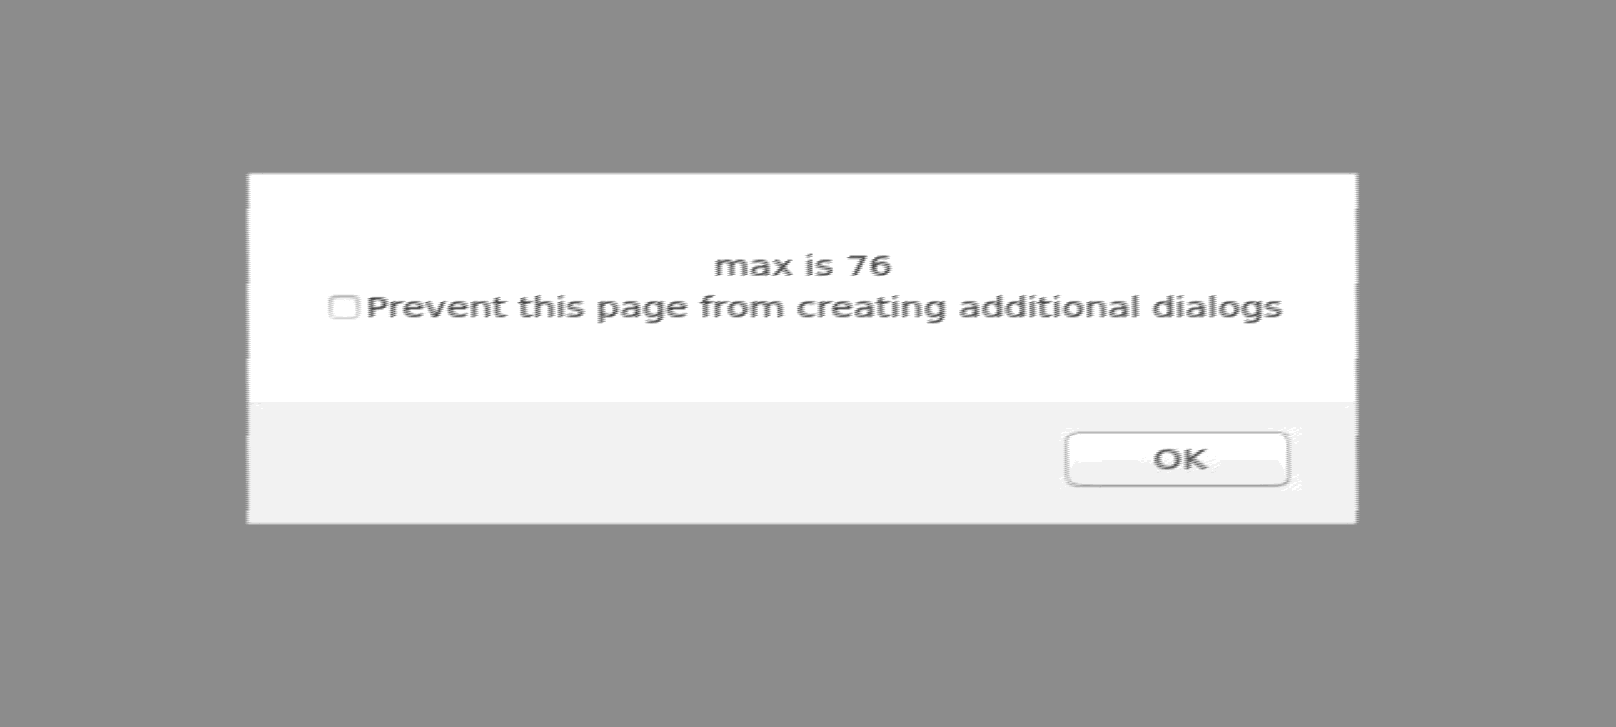 max is 76
Prevent this page from creating additional dialogs
OK